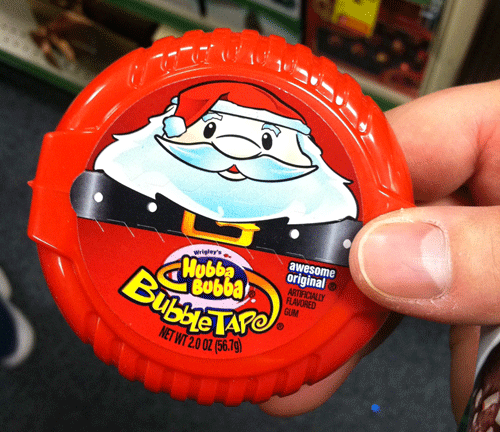 Wrigley's
Hubba
Bubba
BubbleTape®
awesome
original
ARTIFICIALLY
FLAVORED
GUM
NET WT 2.0 OZ (56.7g)